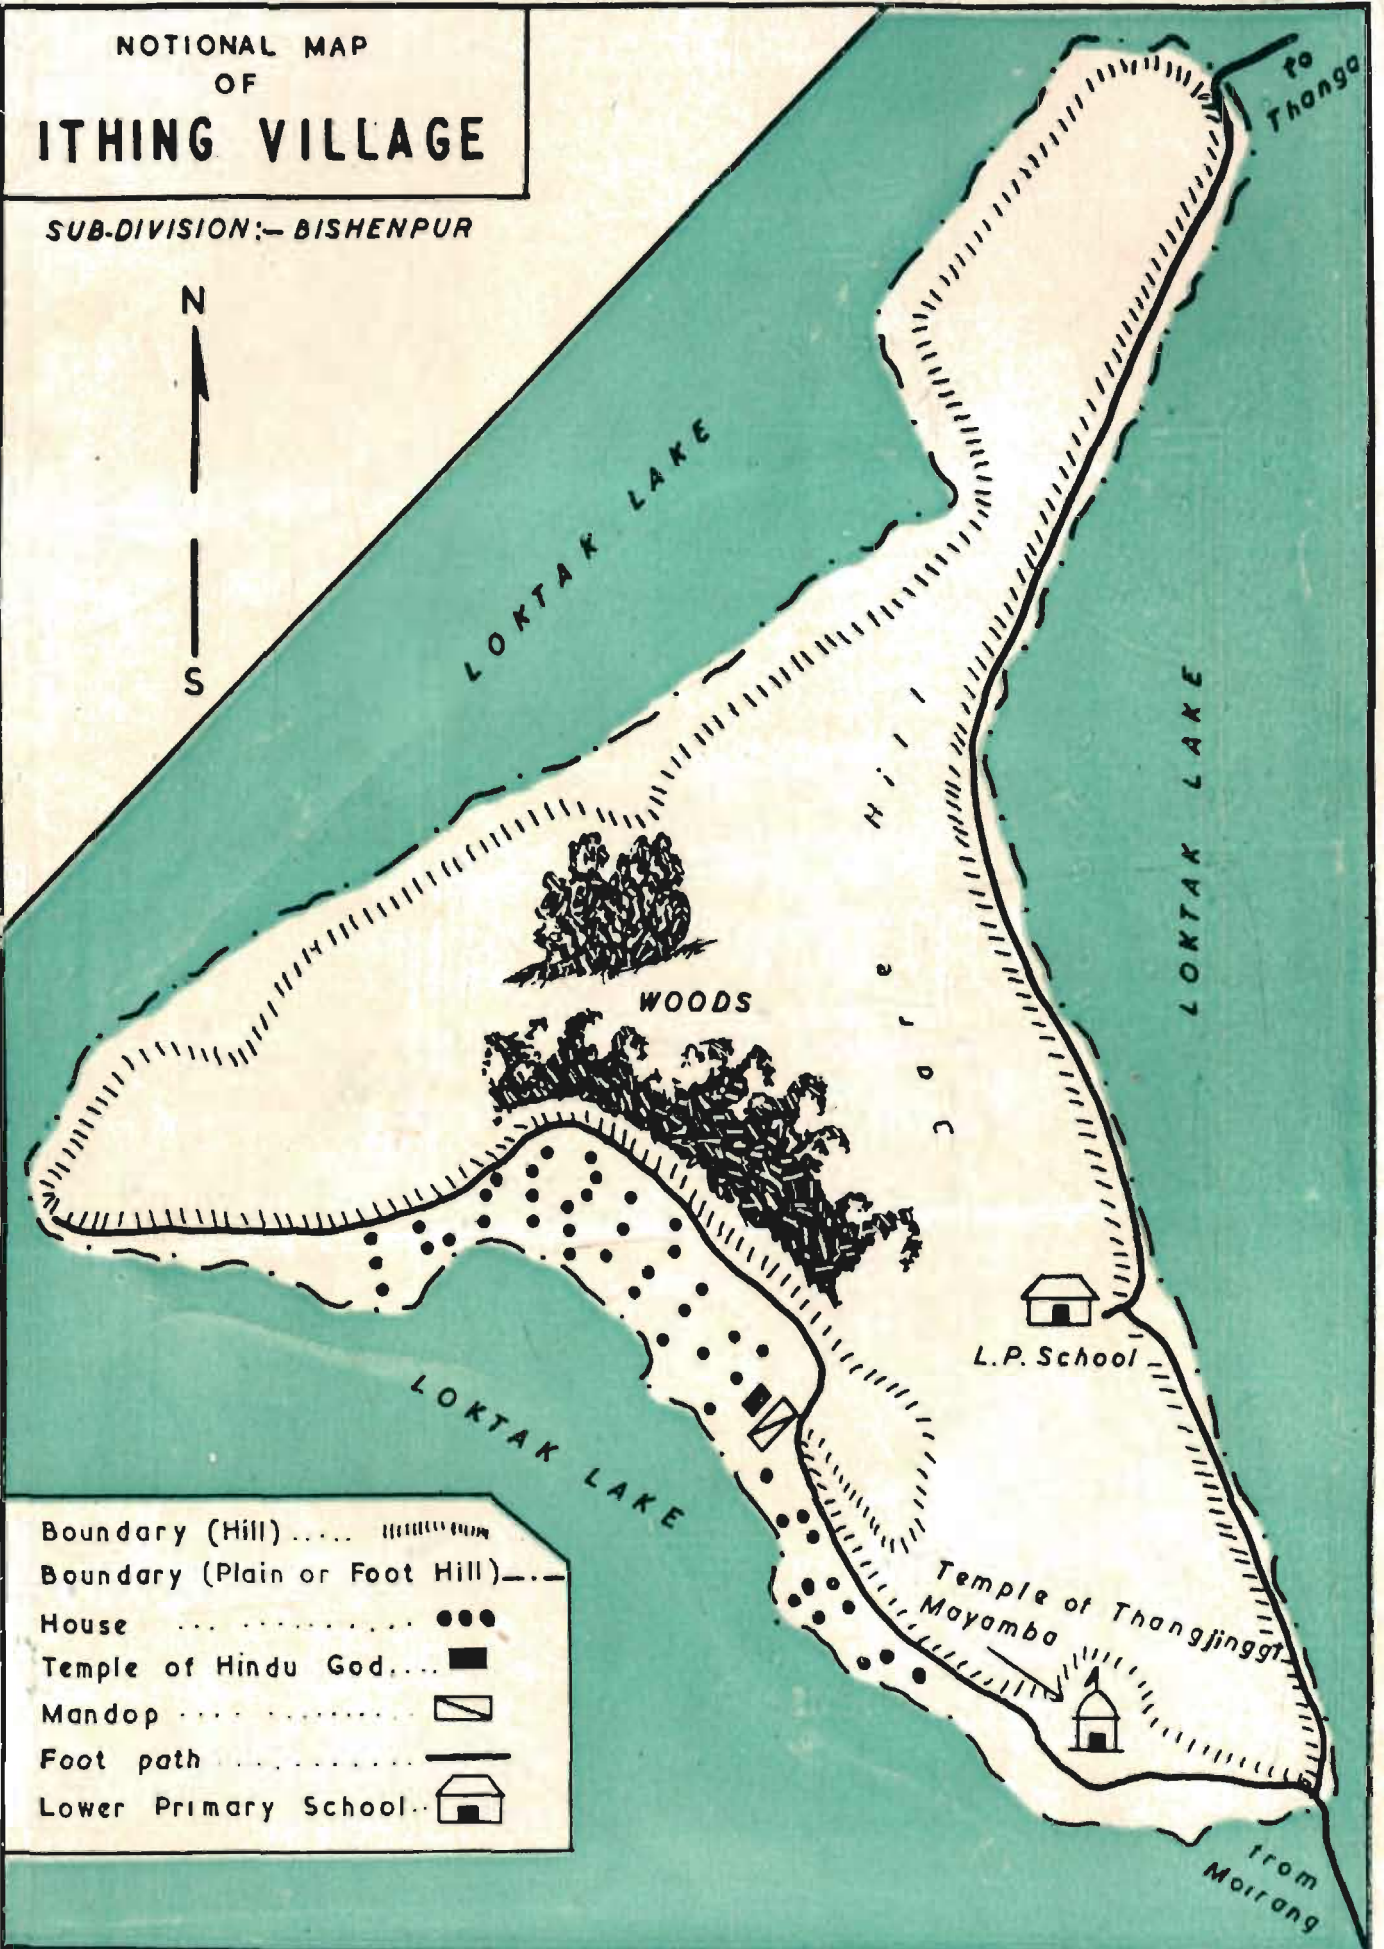 NOTIONAL MAP
OF
ITHING VILLAGE
SUB-DIVISION:- BISHENPUR
N
S
to
Thanga
LOKTAK LAKE
LOKTAK LAKE
Care Hill
WOODS
L.P. School
LOKTAK LAKE
Temple of Thangjinggi
Mayamba
from
Moirang
Boundary (Hill).....
Boundary (Plain or Foot Hill)
House
Temple of Hindu God....
Mandop
Foot path
Lower Primary School..